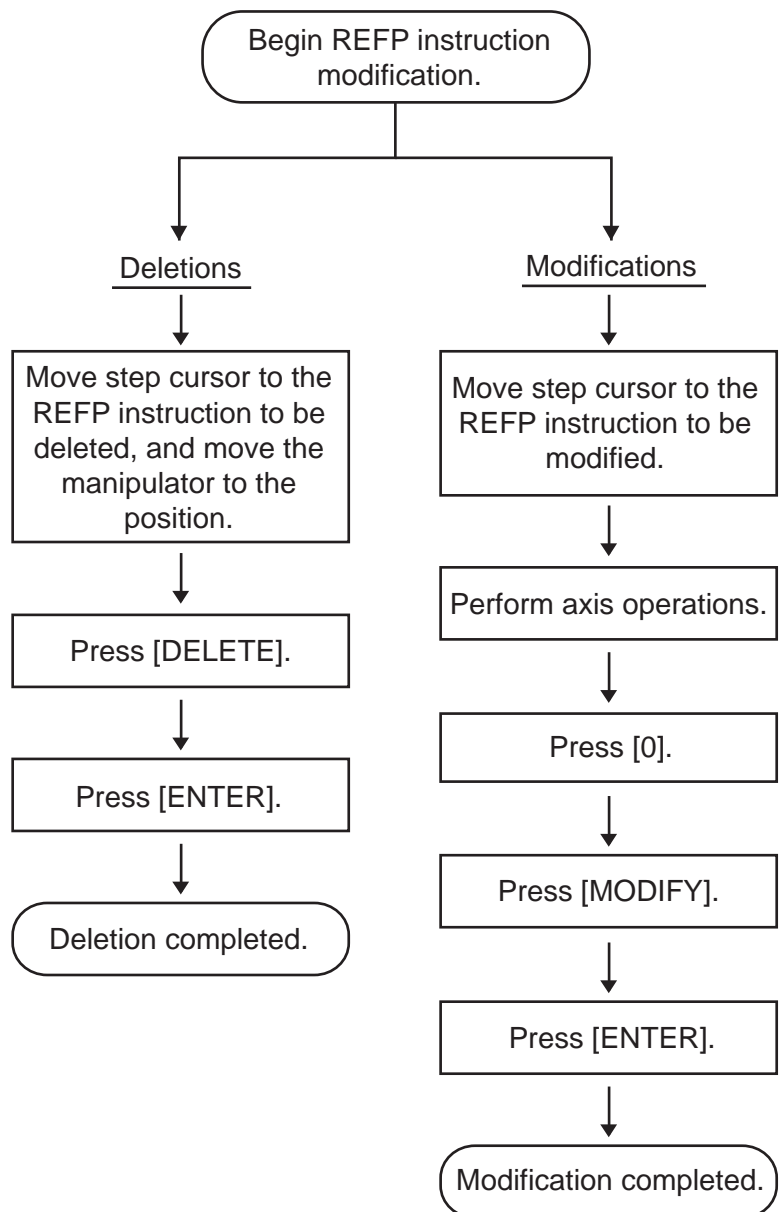 Begin REFP instruction
modification.
Deletions
Move step cursor to the
REFP instruction to be
deleted, and move the
manipulator to the
position.
Press [DELETE].
Press [ENTER].
Deletion completed.
Modifications
Move step cursor to the
REFP instruction to be
modified.
Perform axis operations.
Press [0].
Press [MODIFY].
Press [ENTER].
Modification completed.